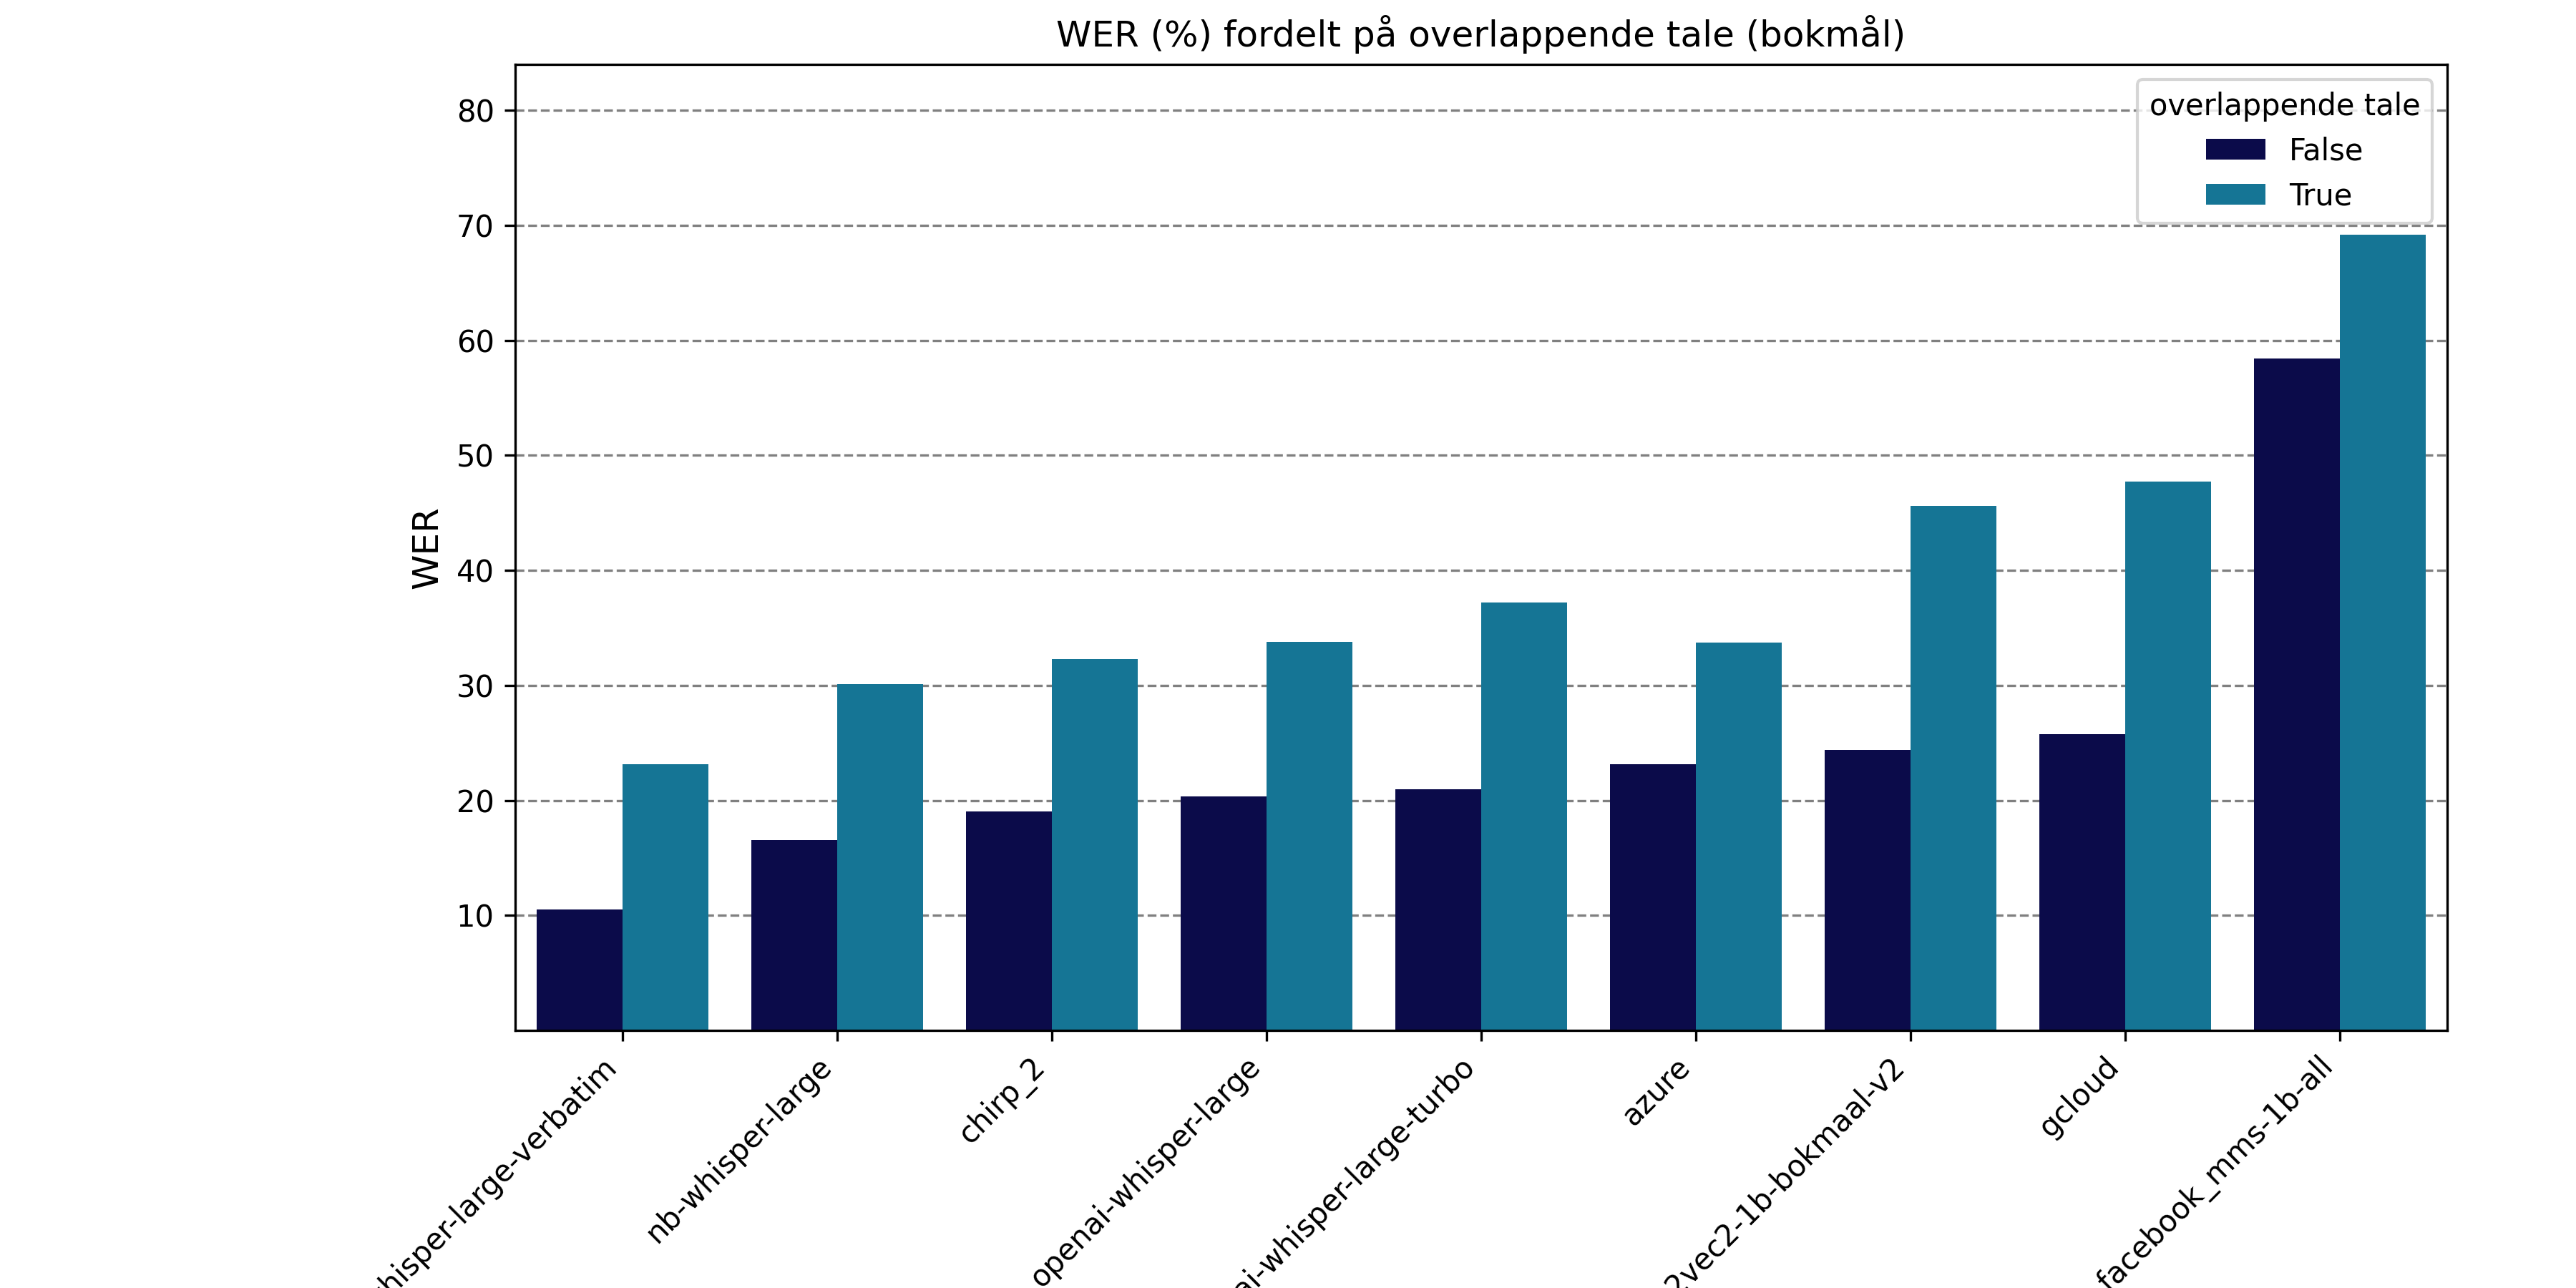 WER (%) fordelt på overlappende tale (bokmål)
overlappende tale
False
True
80
70
60
50
40
30
20
10
WER
hisper-large-verbatim
nb-whisper-large
chirp_2
openai-whisper-large
ai-whisper-large-turbo
azure
2vec2-1b-bokmaal-v2
gcloud
facebook_mms-1b-all